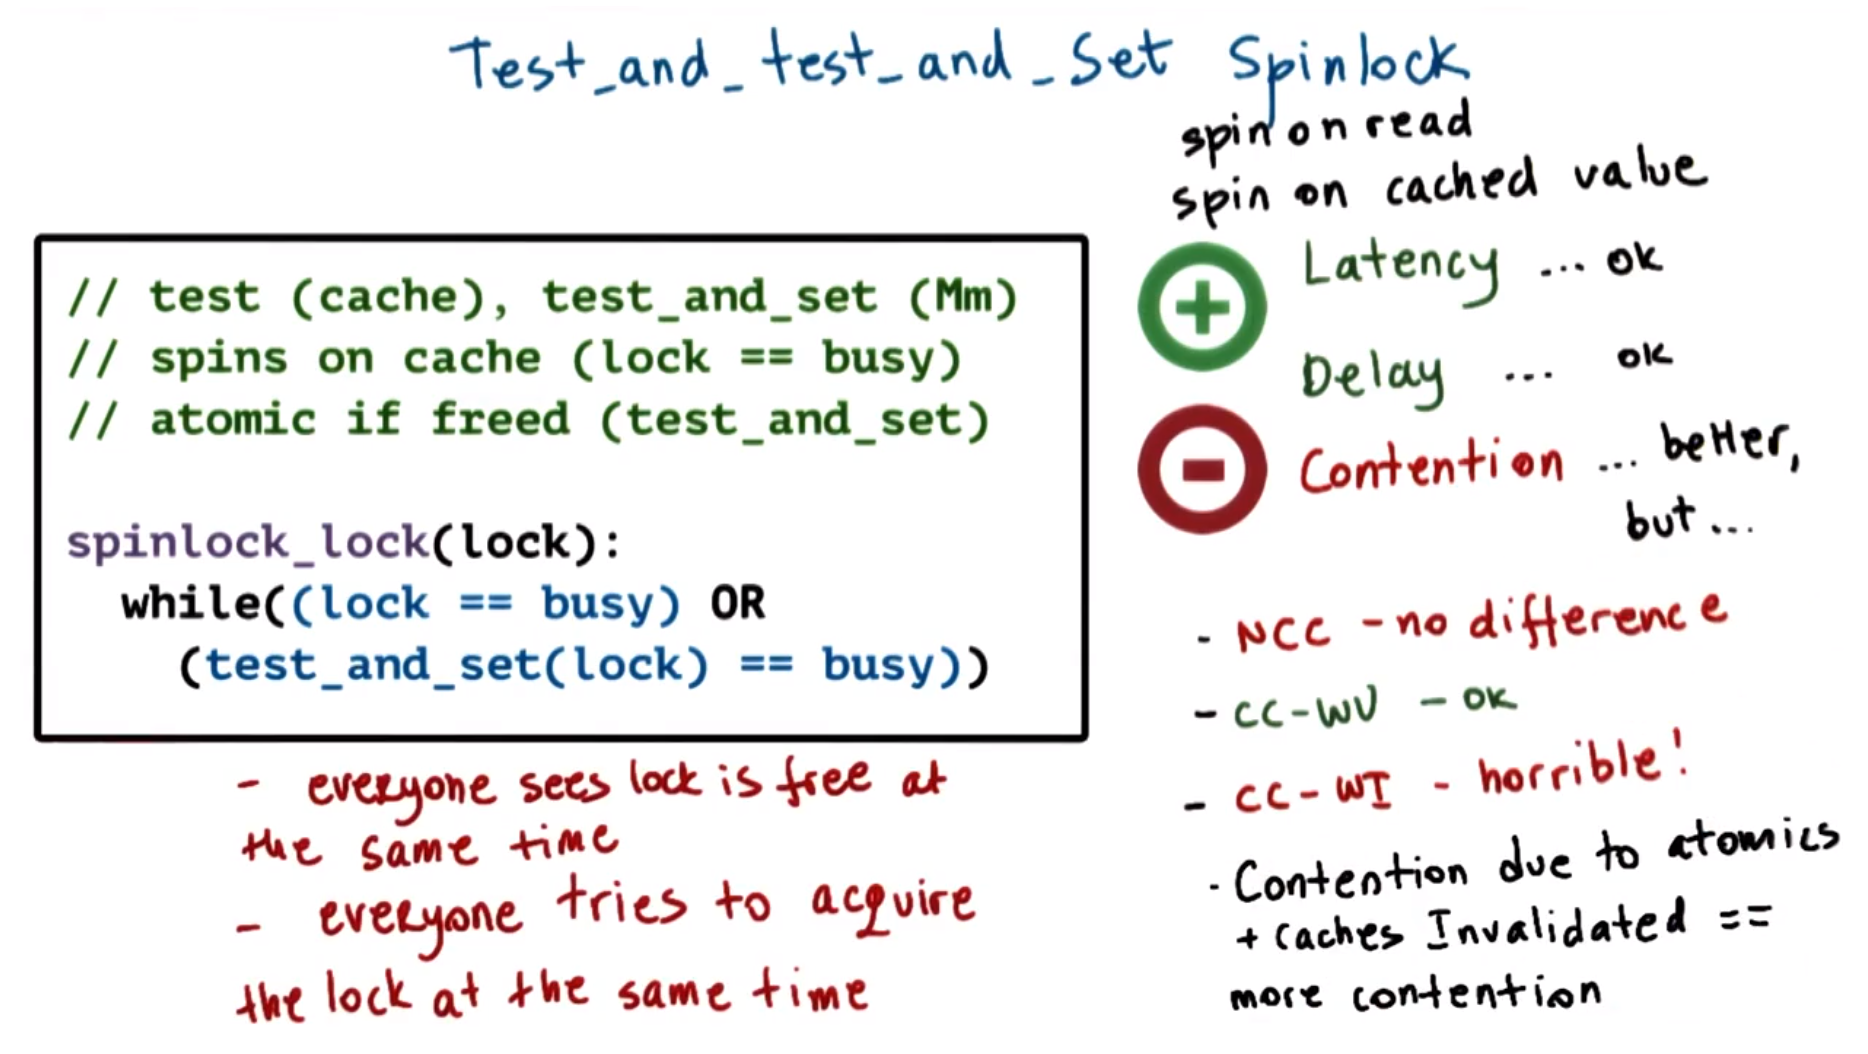 Test_and_test_and_Set Spinlock
spin on read
spin on cached value
// test (cache), test_and_set (Mm)
// spins on cache (lock == busy)
// atomic if freed (test_and_set)
spinlock_lock(lock):
while((lock == busy) OR
(test_and_set(lock) == busy))
- everyone sees lock is free at
the same time
- everyone tries to acquire
the lock at the same time
+ Latency ... ok
Delay ... ok
- Contention ... better,
but...
- NCC - no difference
- CC-WU - OK
- CC-WI - horrible!
- Contention due to atomics
+ caches Invalidated ==
more contention